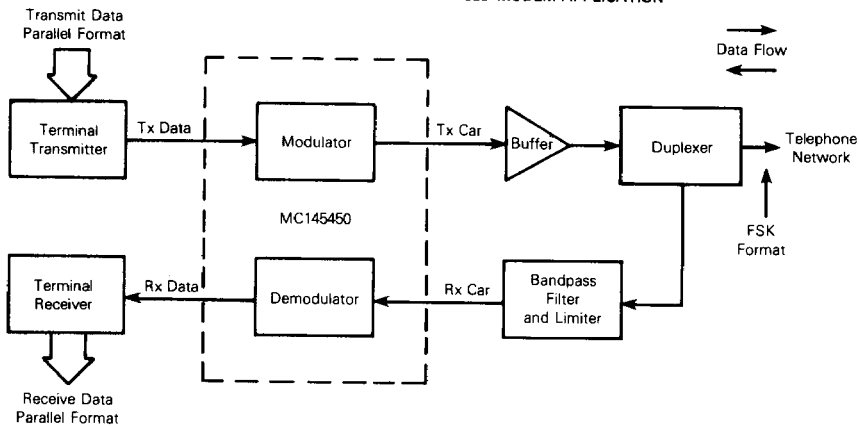 MODEM APPLICATION
Transmit Data
Parallel Format
Data Flow
Terminal
Transmitter
Tx Data
Modulator
Tx Car
Buffer
Duplexer
Telephone
Network
MC145450
FSK
Format
Terminal
Receiver
Rx Data
Demodulator
Rx Car
Bandpass
Filter
and Limiter
Receive Data
Parallel Format